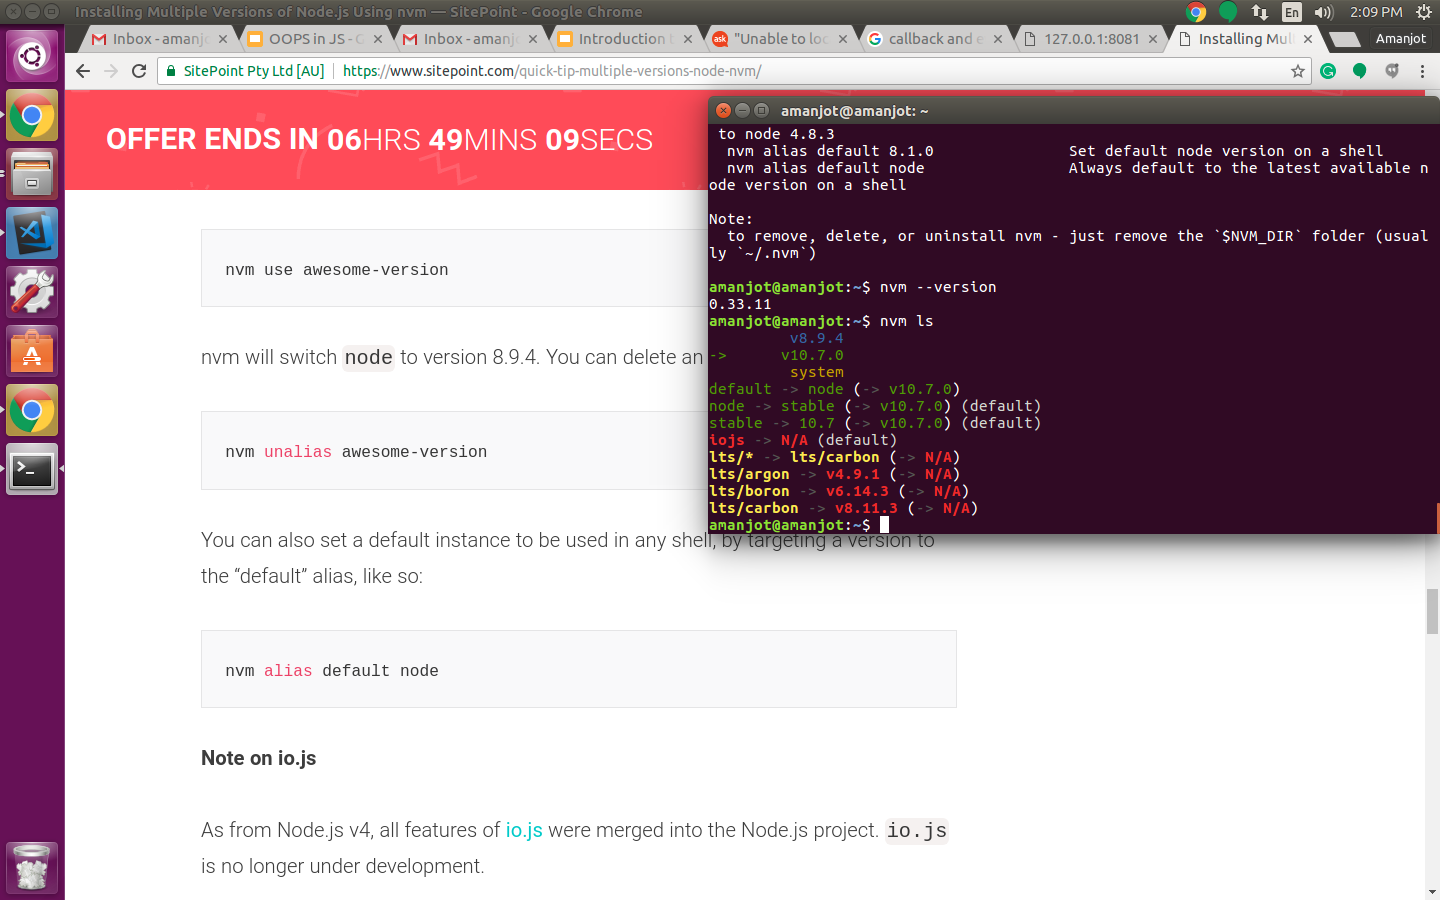 Installing Multiple Versions of Node.js Using nvm — SitePoint - Google Chrome
En
2:09 PM
Inbox - amanj
OOPS in JS - G
Inbox - amanj
Introduction t
ask
"Unable to loc
callback and e
127.0.0.1:8081
Installing Mul
Amanjot
SitePoint Pty Ltd [AU]
https://www.sitepoint.com/quick-tip-multiple-versions-node-nvm/
OFFER ENDS IN 06HRS 49MINS 09SECS
nvm use awesome-version
nvm will switch node to version 8.9.4. You can delete an
nvm unalias awesome-version
You can also set a default instance to be used in any shell, by targeting a version to
the “default” alias, like so:
nvm alias default node
Note on io.js
As from Node.js v4, all features of io.js were merged into the Node.js project. io.js
is no longer under development.
amanjot@amanjot: ~
to node 4.8.3
nvm alias default 8.1.0 Set default node version on a shell
nvm alias default node Always default to the latest available n
ode version on a shell
Note:
to remove, delete, or uninstall nvm - just remove the `$NVM_DIR` folder (usual
ly `~/.nvm`)
amanjot@amanjot:~$ nvm --version
0.33.11
amanjot@amanjot:~$ nvm ls
v8.9.4
-> v10.7.0
system
default -> node (-> v10.7.0)
node -> stable (-> v10.7.0) (default)
stable -> 10.7 (-> v10.7.0) (default)
iojs -> N/A (default)
lts/* -> lts/carbon (-> N/A)
lts/argon -> v4.9.1 (-> N/A)
lts/boron -> v6.14.3 (-> N/A)
lts/carbon -> v8.11.3 (-> N/A)
amanjot@amanjot:~$